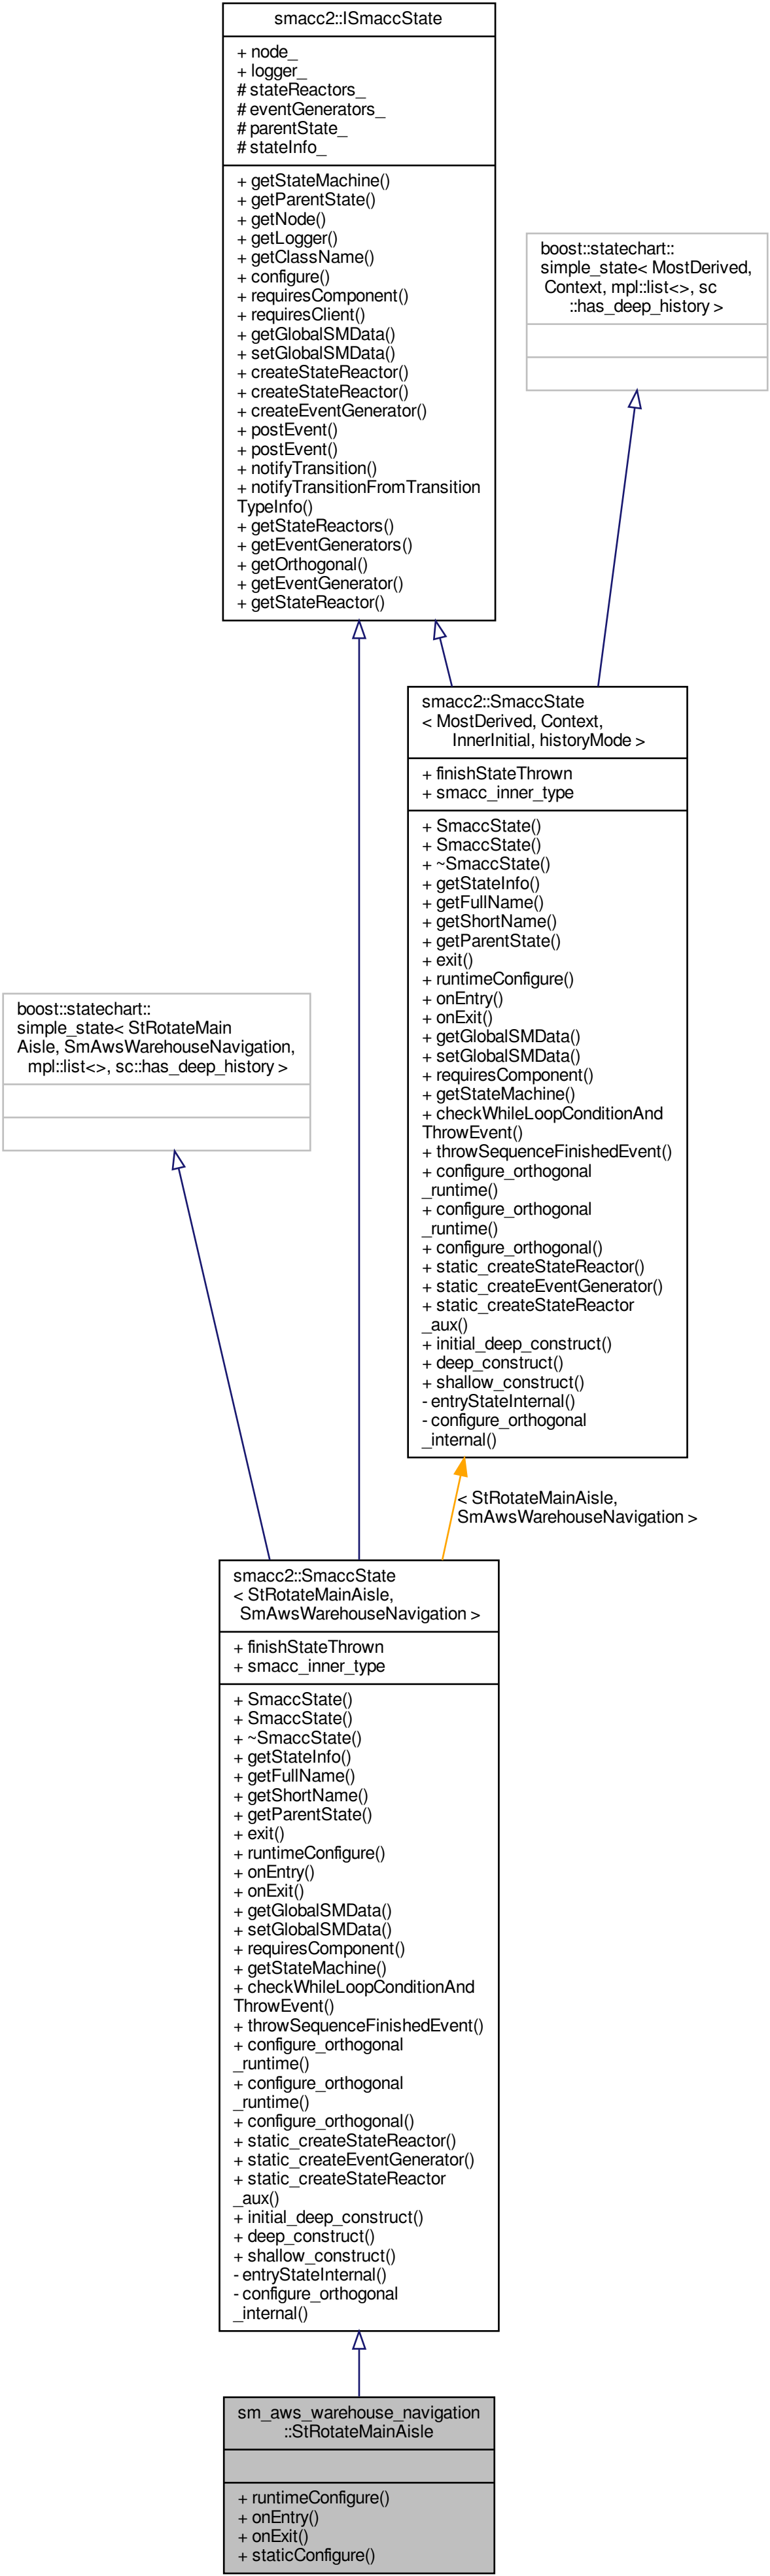 smacc2::ISmaccState
+ node_
+ logger_
# stateReactors_
# eventGenerators_
# parentState_
# stateInfo_
+ getStateMachine()
+ getParentState()
+ getNode()
+ getLogger()
+ getClassName()
+ configure()
+ requiresComponent()
+ requiresClient()
+ getGlobalSMData()
+ setGlobalSMData()
+ createStateReactor()
+ createStateReactor()
+ createEventGenerator()
+ postEvent()
+ postEvent()
+ notifyTransition()
+ notifyTransitionFromTransition
TypeInfo()
+ getStateReactors()
+ getEventGenerators()
+ getOrthogonal()
+ getEventGenerator()
+ getStateReactor()
boost::statechart::
simple_state< MostDerived,
Context, mpl::list<>, sc
::has_deep_history >
smacc2::SmaccState
< MostDerived, Context,
InnerInitial, historyMode >
+ finishStateThrown
+ smacc_inner_type
+ SmaccState()
+ SmaccState()
+ ~SmaccState()
+ getStateInfo()
+ getFullName()
+ getShortName()
+ getParentState()
+ exit()
+ runtimeConfigure()
+ onEntry()
+ onExit()
+ getGlobalSMData()
+ setGlobalSMData()
+ requiresComponent()
+ getStateMachine()
+ checkWhileLoopConditionAnd
ThrowEvent()
+ throwSequenceFinishedEvent()
+ configure_orthogonal
_runtime()
+ configure_orthogonal
_runtime()
+ configure_orthogonal()
+ static_createStateReactor()
+ static_createEventGenerator()
+ static_createStateReactor
_aux()
+ initial_deep_construct()
+ deep_construct()
+ shallow_construct()
- entryStateInternal()
- configure_orthogonal
_internal()
boost::statechart::
simple_state< StRotateMain
Aisle, SmAwsWarehouseNavigation,
mpl::list<>, sc::has_deep_history >
< StRotateMainAisle,
SmAwsWarehouseNavigation >
smacc2::SmaccState
< StRotateMainAisle,
SmAwsWarehouseNavigation >
+ finishStateThrown
+ smacc_inner_type
+ SmaccState()
+ SmaccState()
+ ~SmaccState()
+ getStateInfo()
+ getFullName()
+ getShortName()
+ getParentState()
+ exit()
+ runtimeConfigure()
+ onEntry()
+ onExit()
+ getGlobalSMData()
+ setGlobalSMData()
+ requiresComponent()
+ getStateMachine()
+ checkWhileLoopConditionAnd
ThrowEvent()
+ throwSequenceFinishedEvent()
+ configure_orthogonal
_runtime()
+ configure_orthogonal
_runtime()
+ configure_orthogonal()
+ static_createStateReactor()
+ static_createEventGenerator()
+ static_createStateReactor
_aux()
+ initial_deep_construct()
+ deep_construct()
+ shallow_construct()
- entryStateInternal()
- configure_orthogonal
_internal()
sm_aws_warehouse_navigation
::StRotateMainAisle
+ runtimeConfigure()
+ onEntry()
+ onExit()
+ staticConfigure()